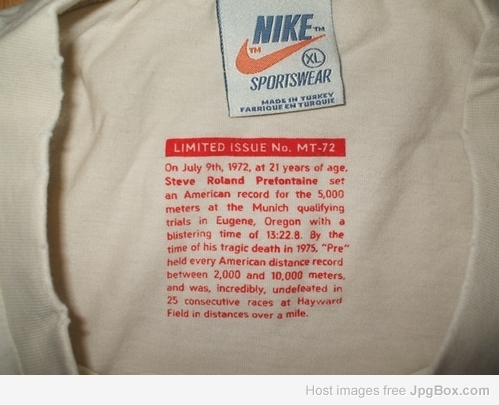 NIKE™
™
XL
SPORTSWEAR
MADE IN TURKEY
FABRIQUE EN TURQUIE
LIMITED ISSUE No. MT-72
On July 9th, 1972, at 21 years of age,
Steve Roland Prefontaine set
an American record for the 5,000
meters at the Munich qualifying
trials in Eugene, Oregon with a
blistering time of 13:22.8. By the
time of his tragic death in 1975, "Pre"
held every American distance record
between 2,000 and 10,000 meters,
and was, incredibly, undefeated in
25 consecutive races at Hayward
Field in distances over a mile.
Host images free JpgBox.com